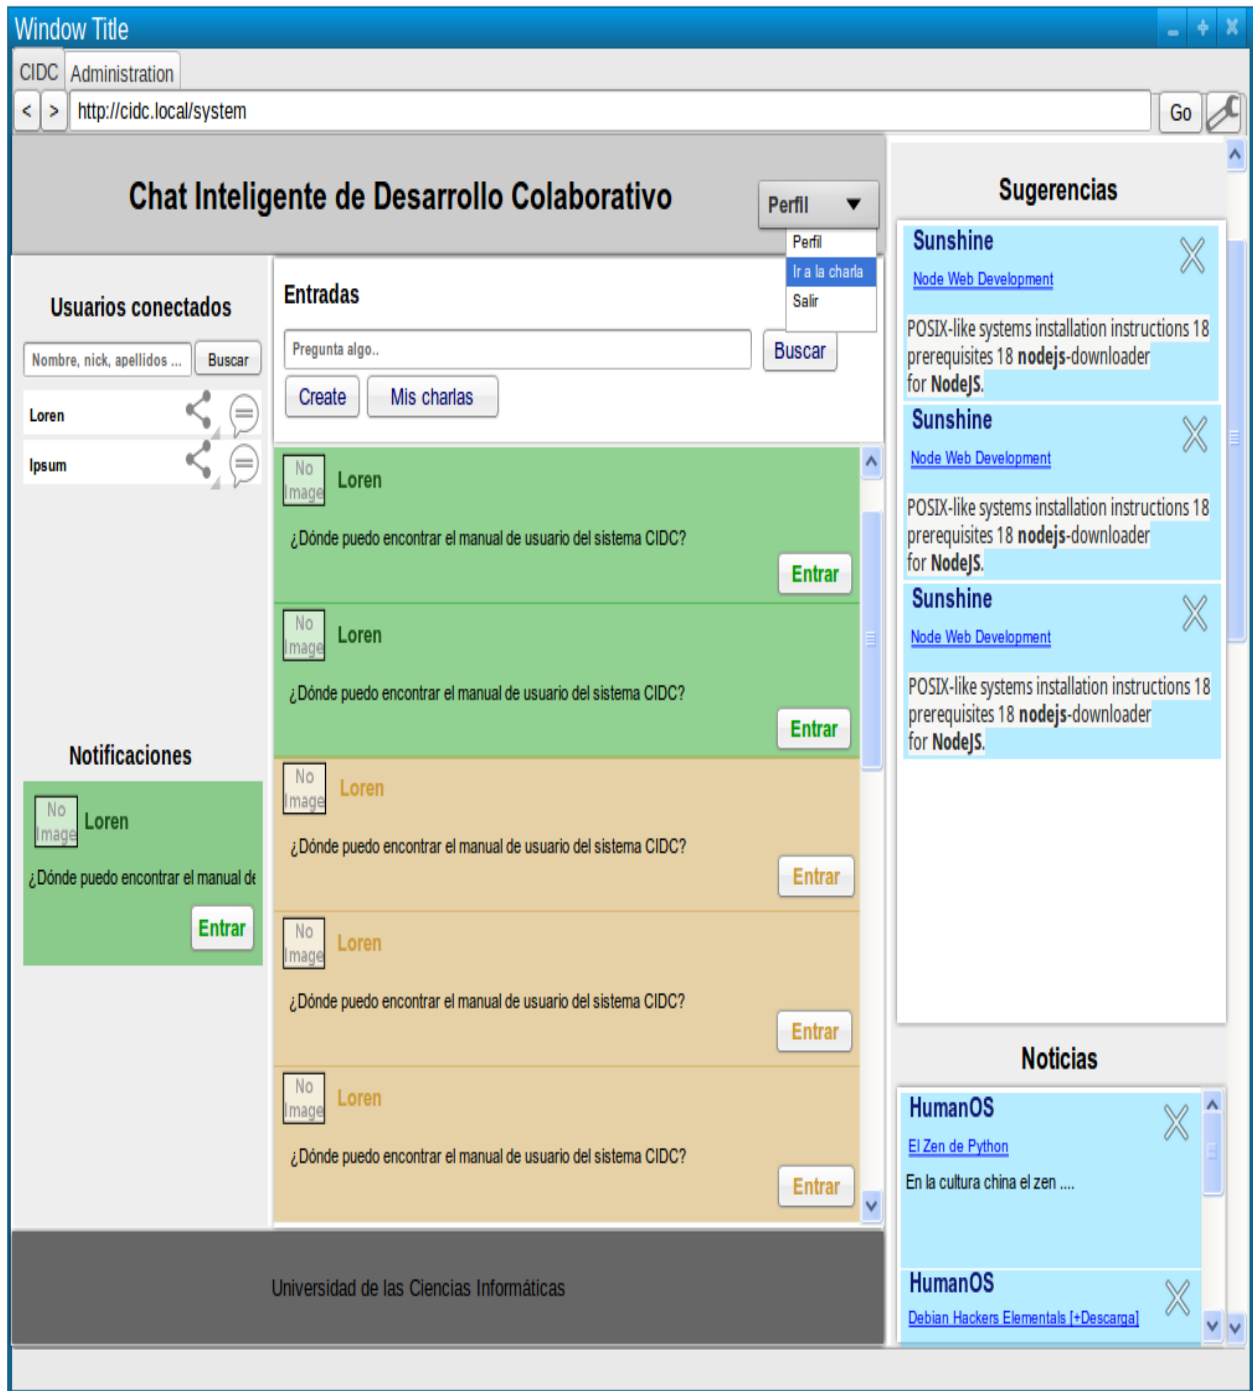 Window Title
CIDC Administration
< > http://cidc.local/system Go
Chat Inteligente de Desarrollo Colaborativo
Perfil
Perfil
Ir a la charla
Salir
Usuarios conectados
Nombre, nick, apellidos ... Buscar
Loren
Ipsum
Notificaciones
No
Image
Loren
¿Dónde puedo encontrar el manual de
Entrar
Entradas
Pregunta algo.. Buscar
Create Mis charlas
No
Image
Loren
¿Dónde puedo encontrar el manual de usuario del sistema CIDC?
Entrar
No
Image
Loren
¿Dónde puedo encontrar el manual de usuario del sistema CIDC?
Entrar
No
Image
Loren
¿Dónde puedo encontrar el manual de usuario del sistema CIDC?
Entrar
No
Image
Loren
¿Dónde puedo encontrar el manual de usuario del sistema CIDC?
Entrar
No
Image
Loren
¿Dónde puedo encontrar el manual de usuario del sistema CIDC?
Entrar
Sugerencias
Sunshine
Node Web Development
POSIX-like systems installation instructions 18
prerequisites 18 nodejs-downloader
for NodeJS.
Sunshine
Node Web Development
POSIX-like systems installation instructions 18
prerequisites 18 nodejs-downloader
for NodeJS.
Sunshine
Node Web Development
POSIX-like systems installation instructions 18
prerequisites 18 nodejs-downloader
for NodeJS.
Noticias
HumanOS
El Zen de Python
En la cultura china el zen ....
HumanOS
Debian Hackers Elementals [+Descarga]
Universidad de las Ciencias Informáticas